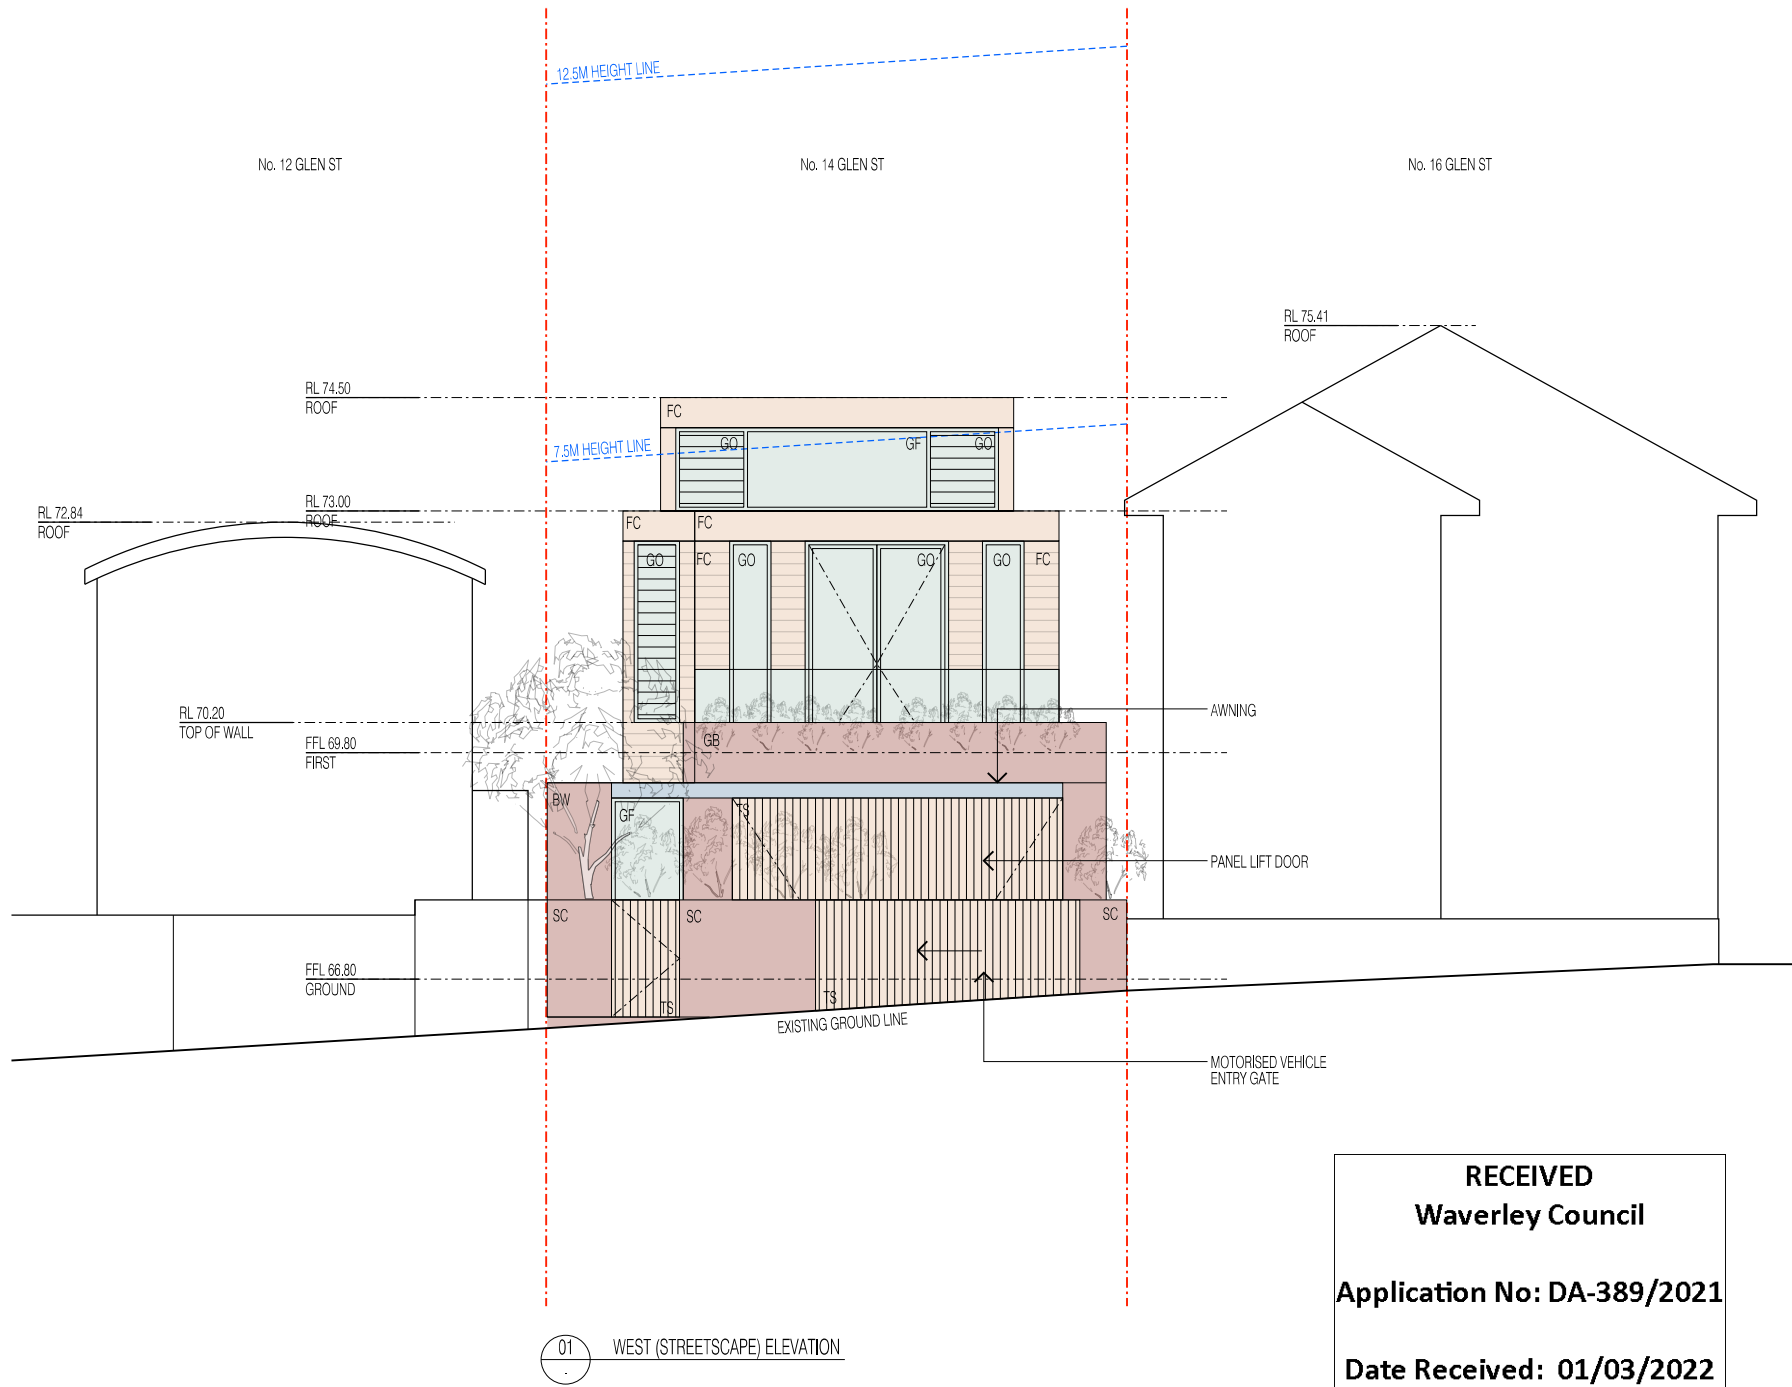 12.5M HEIGHT LINE
No. 12 GLEN ST
No. 14 GLEN ST
No. 16 GLEN ST
RL 75.41
ROOF
RL 74.50
ROOF
FC
GO
GF
GO
7.5M HEIGHT LINE
RL 73.00
ROOF
RL 72.84
ROOF
FC
FC
GO
FC
GO
GO
GO
FC
RL 70.20
TOP OF WALL
AWNING
FFL 69.80
FIRST
GB
BW
GF
TS
PANEL LIFT DOOR
SC
SC
SC
FFL 66.80
GROUND
TS
TS
EXISTING GROUND LINE
MOTORISED VEHICLE
ENTRY GATE
RECEIVED
Waverley Council
Application No: DA-389/2021
Date Received: 01/03/2022
01
WEST (STREETSCAPE) ELEVATION